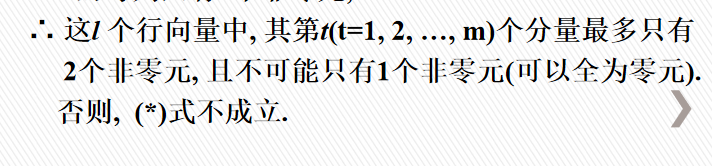 ∴ 这l 个行向量中, 其第t(t=1, 2, …, m)个分量最多只有
2个非零元, 且不可能只有1个非零元(可以全为零元).
否则, (*)式不成立.